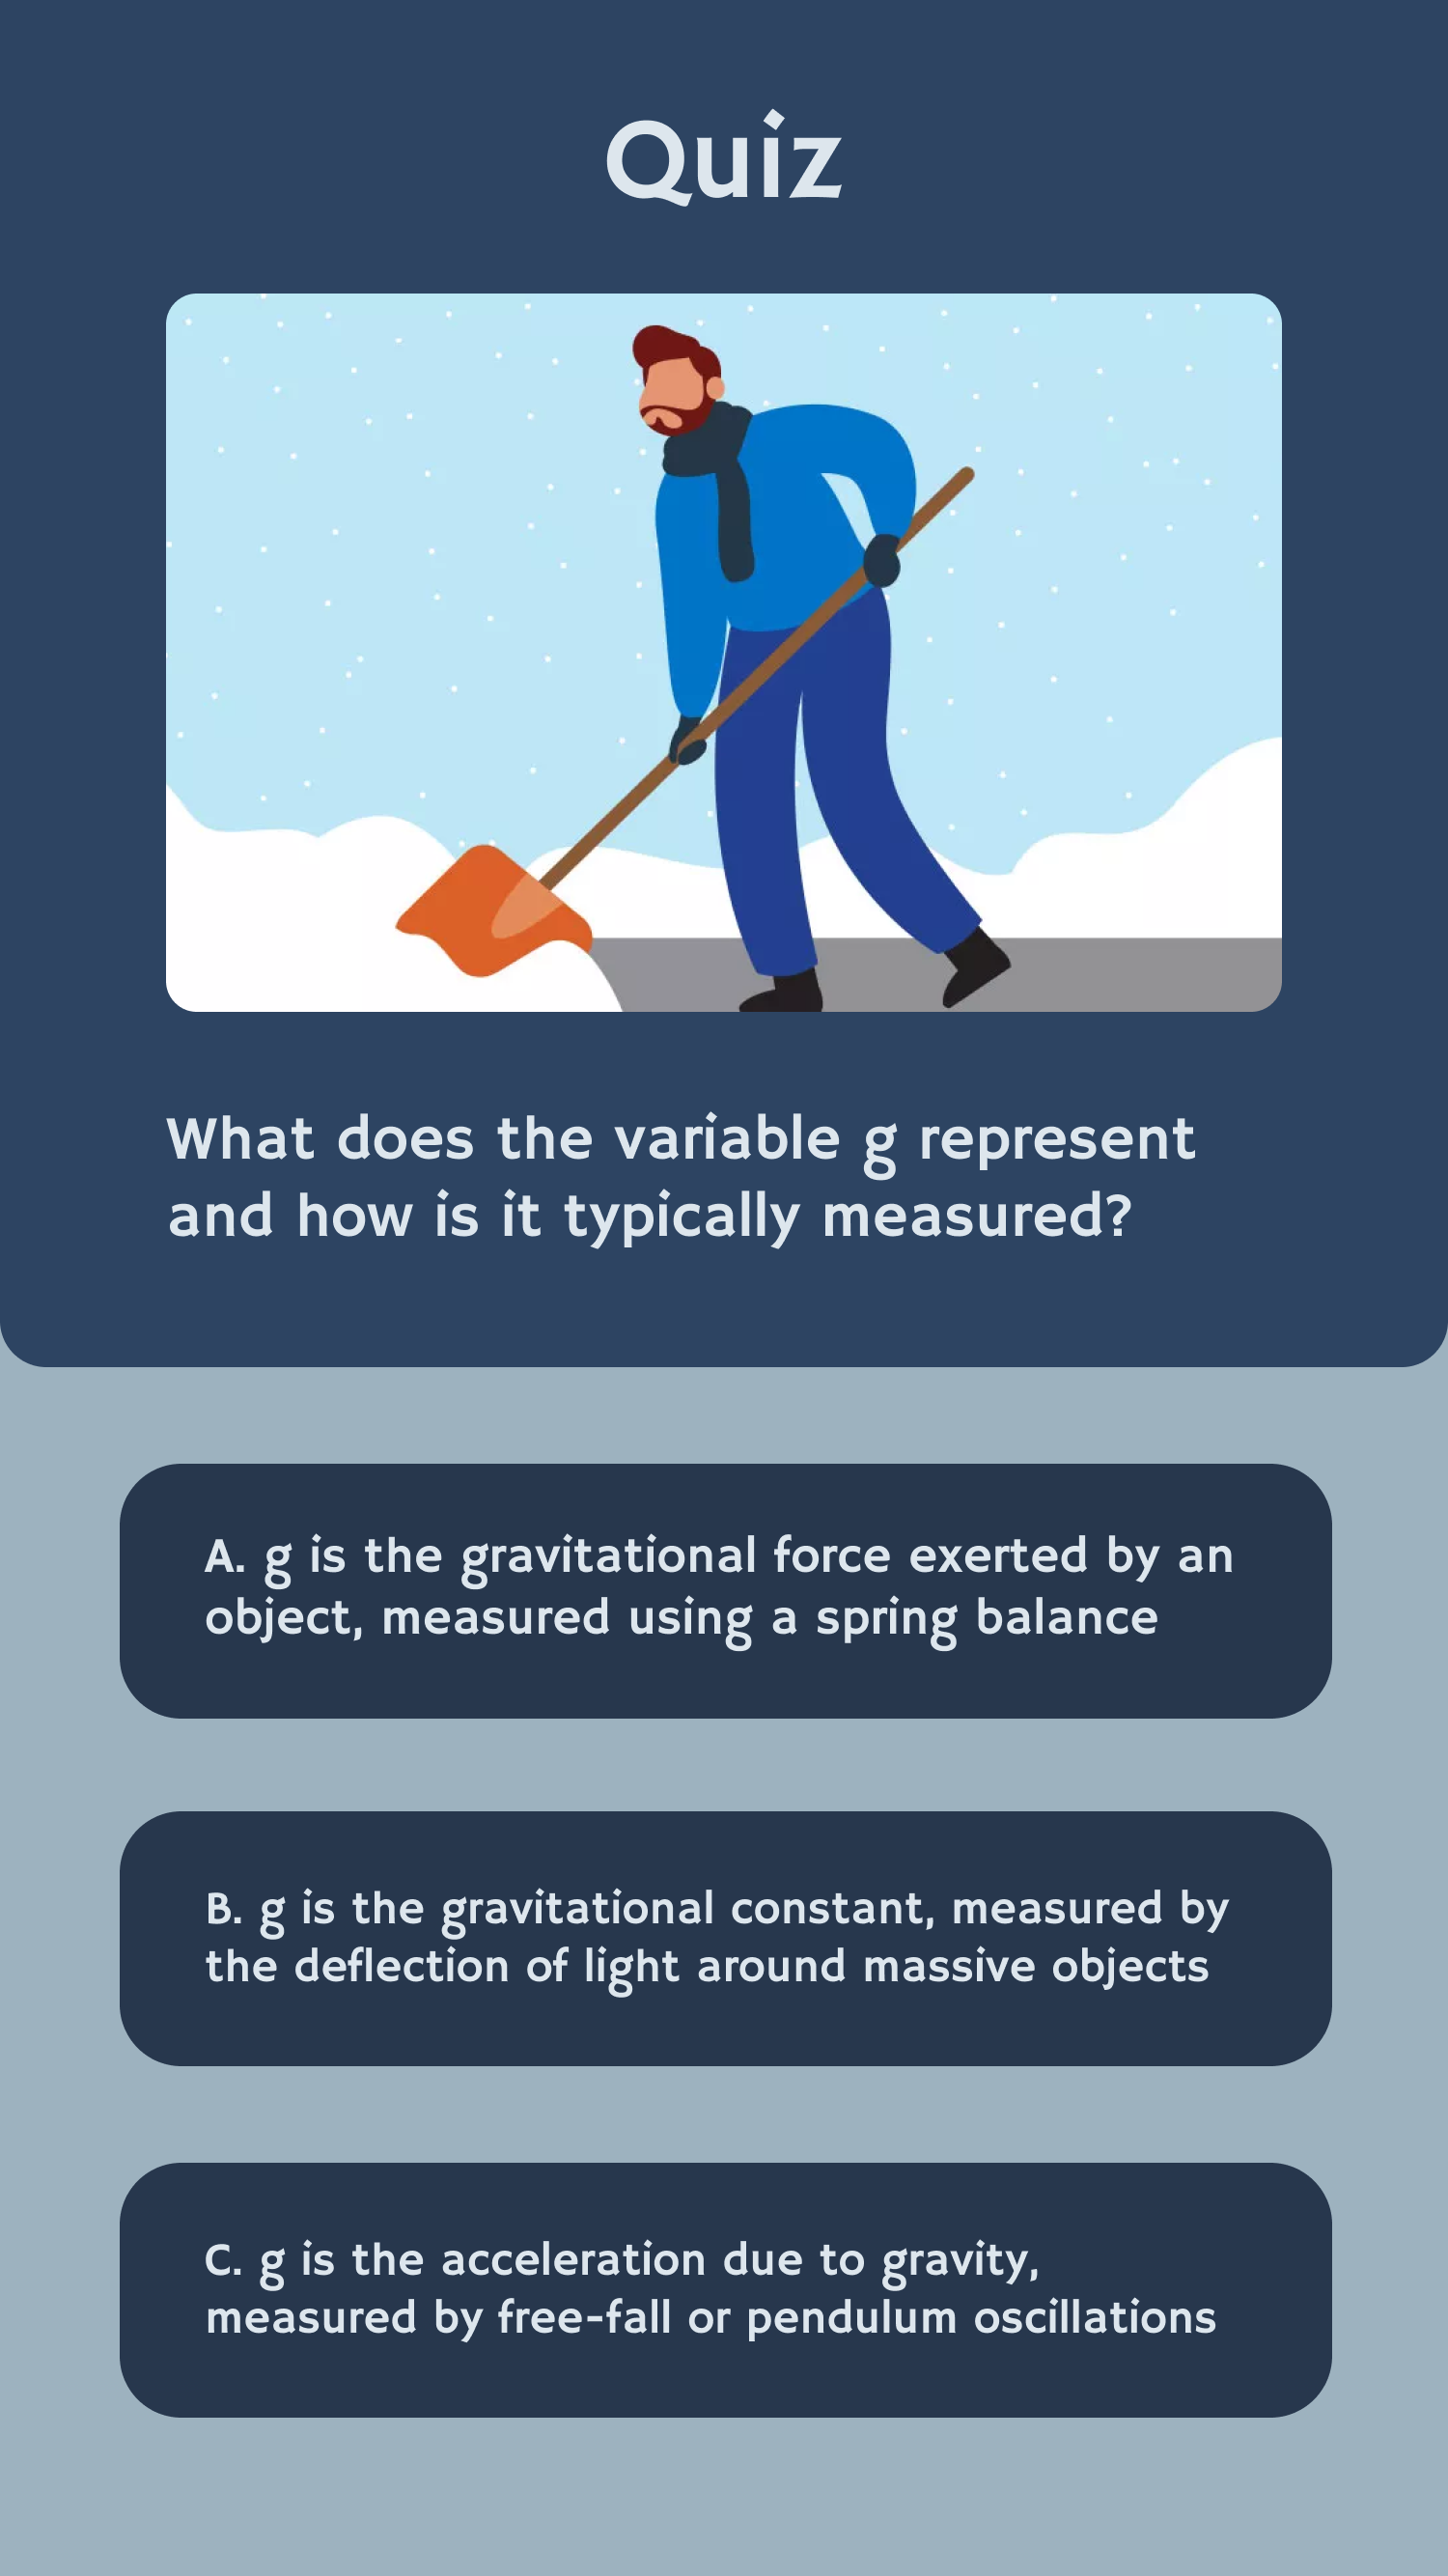 Quiz
What does the variable g represent
and how is it typically measured?
A. g is the gravitational force exerted by an
object, measured using a spring balance
B. g is the gravitational constant, measured by
the deflection of light around massive objects
C. g is the acceleration due to gravity,
measured by free-fall or pendulum oscillations